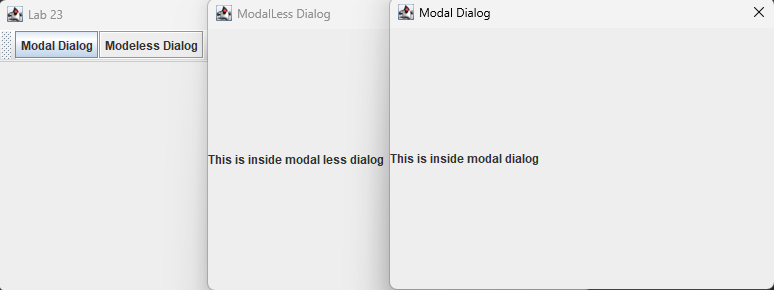 Lab 23
Modal Dialog Modeless Dialog
ModalLess Dialog
This is inside modal less dialog
Modal Dialog
This is inside modal dialog